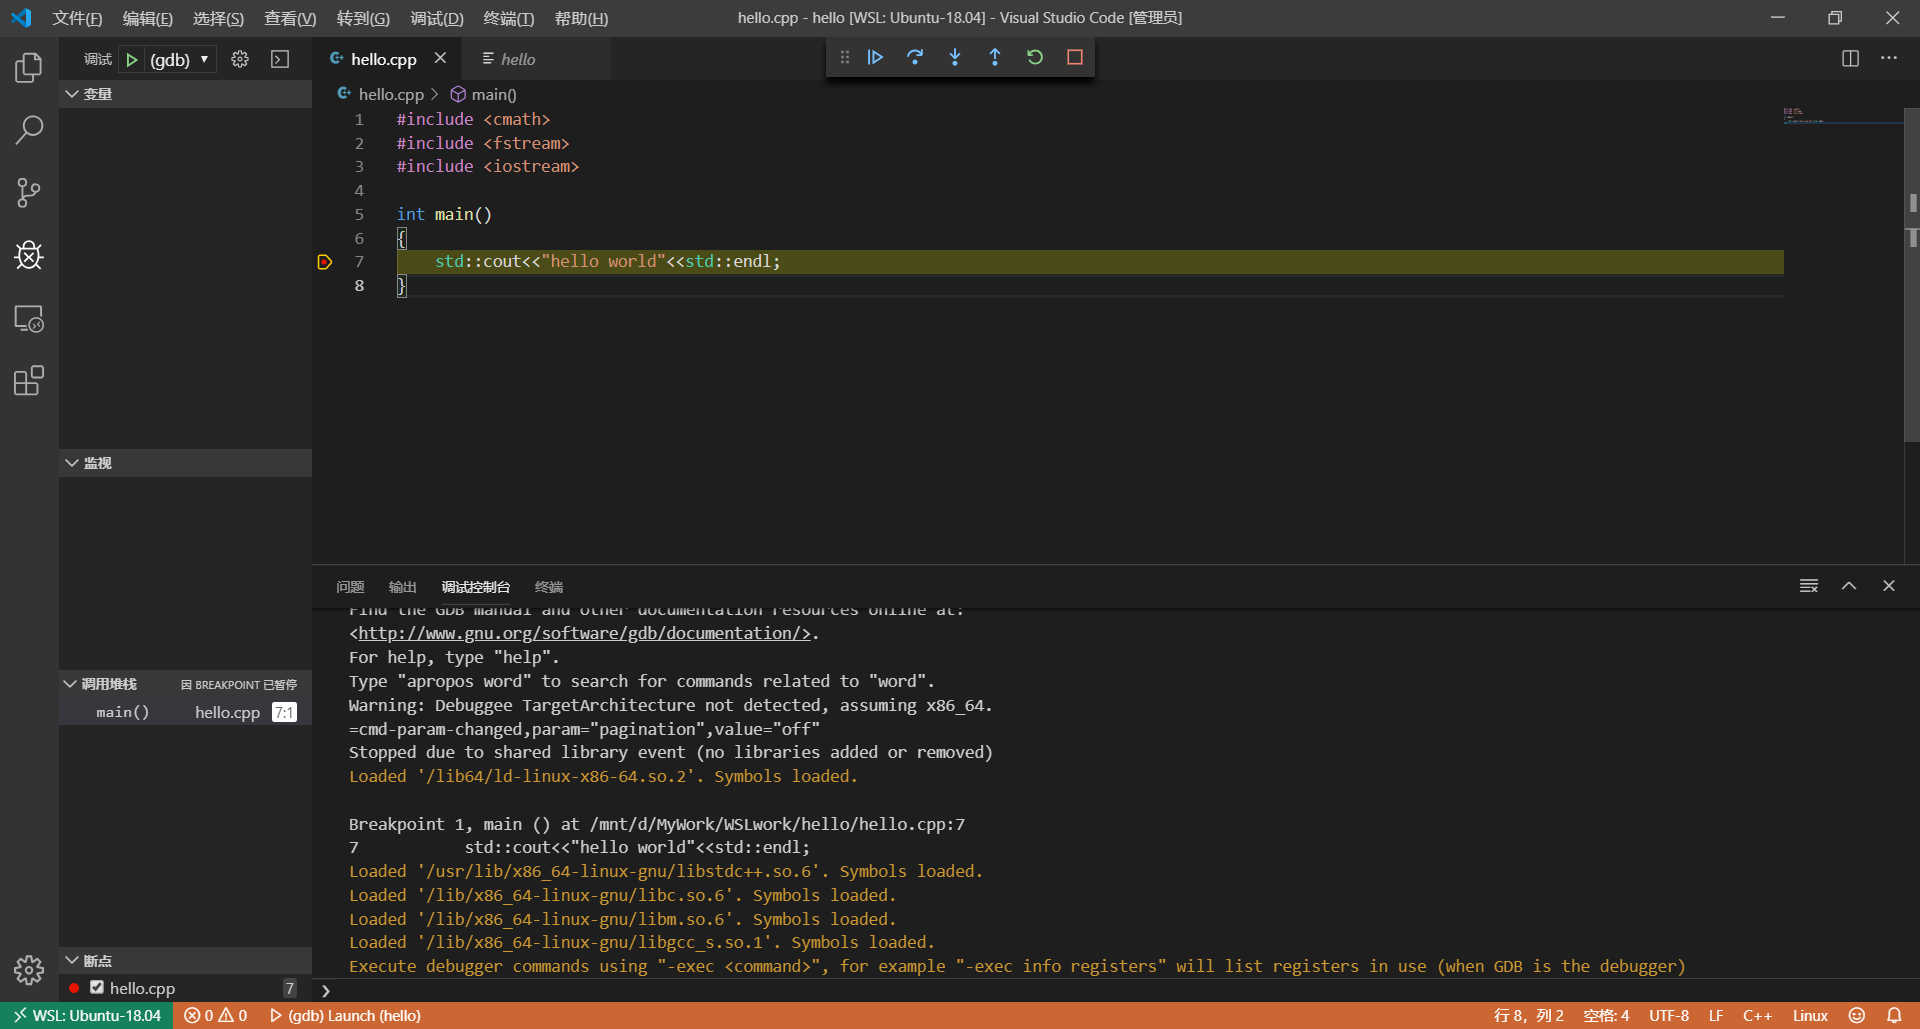 文件(F) 编辑(E) 选择(S) 查看(V) 转到(G) 调试(D) 终端(T) 帮助(H) hello.cpp - hello [WSL: Ubuntu-18.04] - Visual Studio Code [管理员]
调试 (gdb)
hello.cpp hello
变量
监视
调用堆栈 因 BREAKPOINT 已暂停
main() hello.cpp 7:1
断点
hello.cpp 7
hello.cpp > main()
1 #include <cmath>
2 #include <fstream>
3 #include <iostream>
4
5 int main()
6 {
7 std::cout<<"hello world"<<std::endl;
8 }
问题 输出 调试控制台 终端
Find the GDB manual and other documentation resources online at:
<http://www.gnu.org/software/gdb/documentation/>.
For help, type "help".
Type "apropos word" to search for commands related to "word".
Warning: Debuggee TargetArchitecture not detected, assuming x86_64.
=cmd-param-changed,param="pagination",value="off"
Stopped due to shared library event (no libraries added or removed)
Loaded '/lib64/ld-linux-x86-64.so.2'. Symbols loaded.
Breakpoint 1, main () at /mnt/d/MyWork/WSLwork/hello/hello.cpp:7
7 std::cout<<"hello world"<<std::endl;
Loaded '/usr/lib/x86_64-linux-gnu/libstdc++.so.6'. Symbols loaded.
Loaded '/lib/x86_64-linux-gnu/libc.so.6'. Symbols loaded.
Loaded '/lib/x86_64-linux-gnu/libm.so.6'. Symbols loaded.
Loaded '/lib/x86_64-linux-gnu/libgcc_s.so.1'. Symbols loaded.
Execute debugger commands using "-exec <command>", for example "-exec info registers" will list registers in use (when GDB is the debugger)
WSL: Ubuntu-18.04 0 0 (gdb) Launch (hello) 行 8，列 2 空格: 4 UTF-8 LF C++ Linux